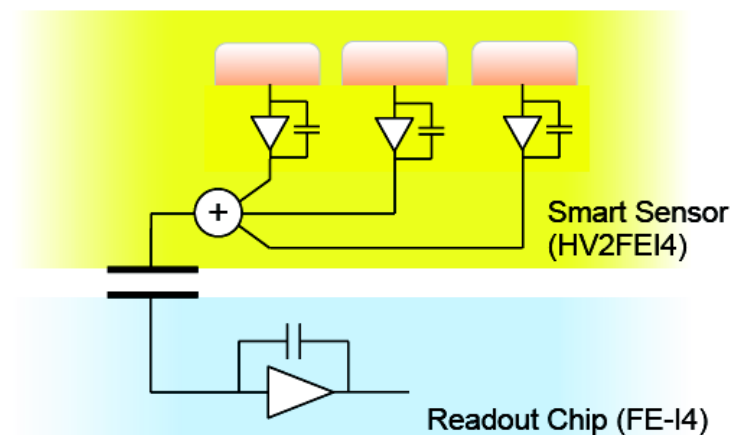 +
Smart Sensor
(HV2FEI4)
Readout Chip (FE-I4)